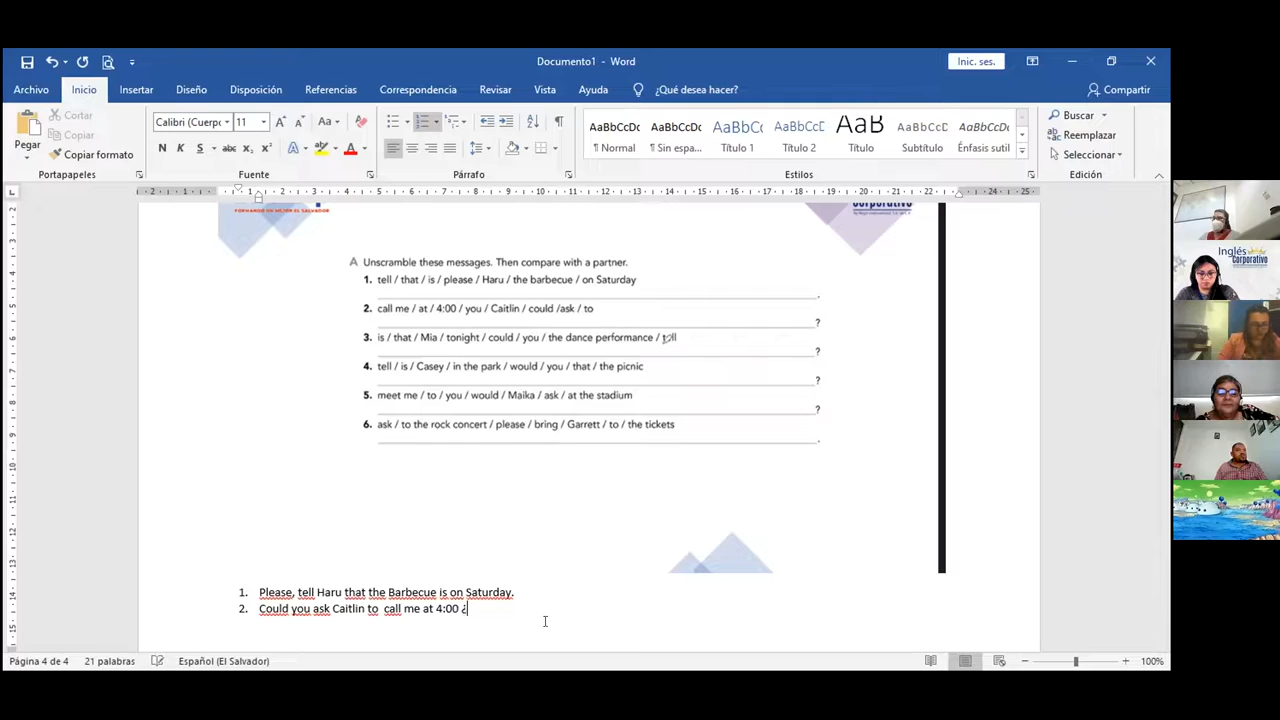 Documento1 - Word
Inic. ses.
Archivo Inicio Insertar Diseño Disposición Referencias Correspondencia Revisar Vista Ayuda ¿Qué desea hacer? Compartir
Cortar
Copiar
Copiar formato
Pegar
Portapapeles
Calibri (Cuerpo 11
Fuente
Párrafo
AaBbCcDc AaBbCcDc AaBbCc AaBbCcD AaB AaBbCcD AaBbCcDc
¶ Normal ¶ Sin espa... Título 1 Título 2 Título Subtítulo Énfasis sutil
Estilos
Buscar
Reemplazar
Seleccionar
Edición
FORMANDO UN MEJOR EL SALVADOR
corporativo
A Unscramble these messages. Then compare with a partner.
1. tell / that / is / please / Haru / the barbecue / on Saturday
.
2. call me / at / 4:00 / you / Caitlin / could /ask / to
?
3. is / that / Mia / tonight / could / you / the dance performance / tell
?
4. tell / is / Casey / in the park / would / you / that / the picnic
?
5. meet me / to / you / would / Maika / ask / at the stadium
?
6. ask / to the rock concert / please / bring / Garrett / to / the tickets
.
1. Please, tell Haru that the Barbecue is on Saturday.
2. Could you ask Caitlin to  call me at 4:00 ¿
Página 4 de 4 21 palabras Español (El Salvador) 100%
Inglés
corporativo